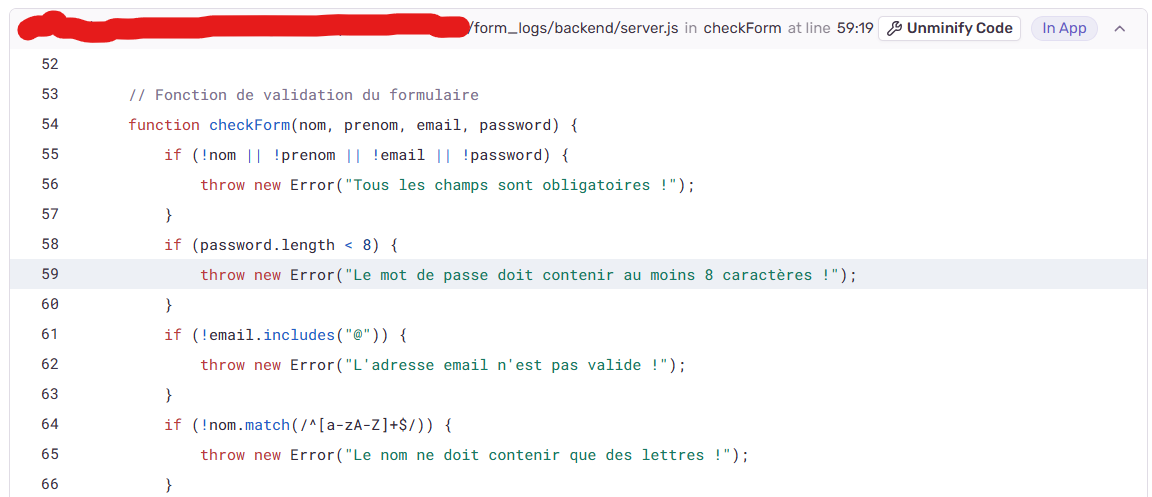 /form_logs/backend/server.js in checkForm at line 59:19 Unminify Code In App
52
53 // Fonction de validation du formulaire
54 function checkForm(nom, prenom, email, password) {
55 if (!nom || !prenom || !email || !password) {
56 throw new Error("Tous les champs sont obligatoires !");
57 }
58 if (password.length < 8) {
59 throw new Error("Le mot de passe doit contenir au moins 8 caractères !");
60 }
61 if (!email.includes("@")) {
62 throw new Error("L'adresse email n'est pas valide !");
63 }
64 if (!nom.match(/^[a-zA-Z]+$/)) {
65 throw new Error("Le nom ne doit contenir que des lettres !");
66 }